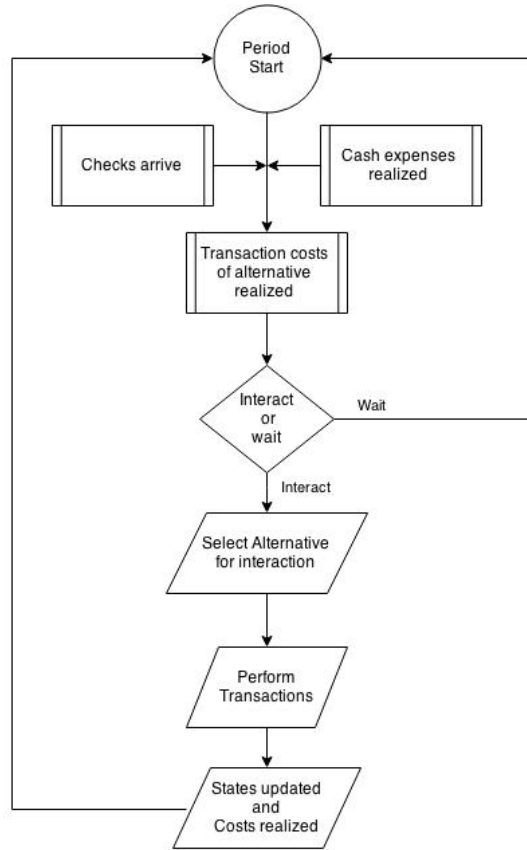 Period
Start
Checks arrive
Cash expenses
realized
Transaction costs
of alternative
realized
Interact
or
wait
Wait
Interact
Select Alternative
for interaction
Perform
Transactions
States updated
and
Costs realized